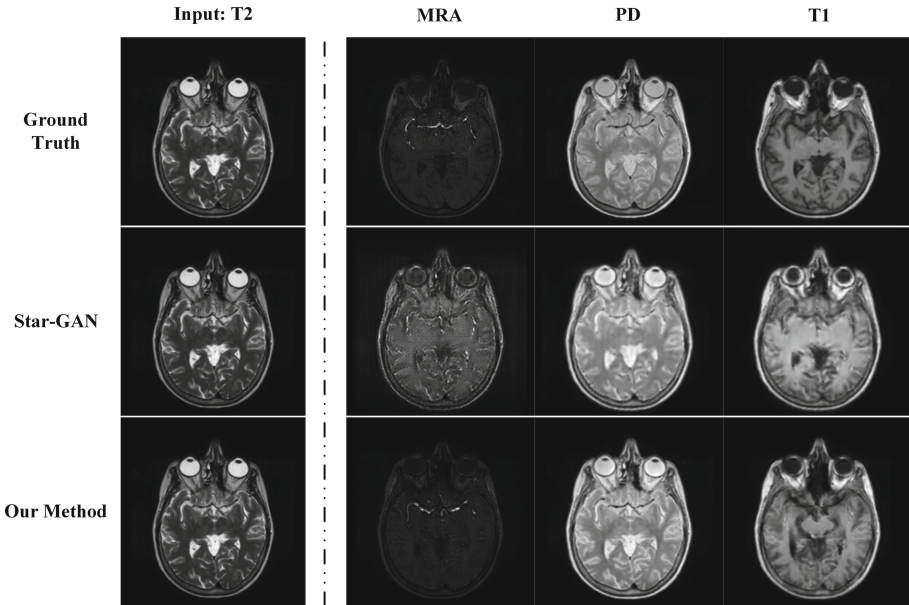 Input: T2
MRA
PD
T1
Ground
Truth
Star-GAN
Our Method